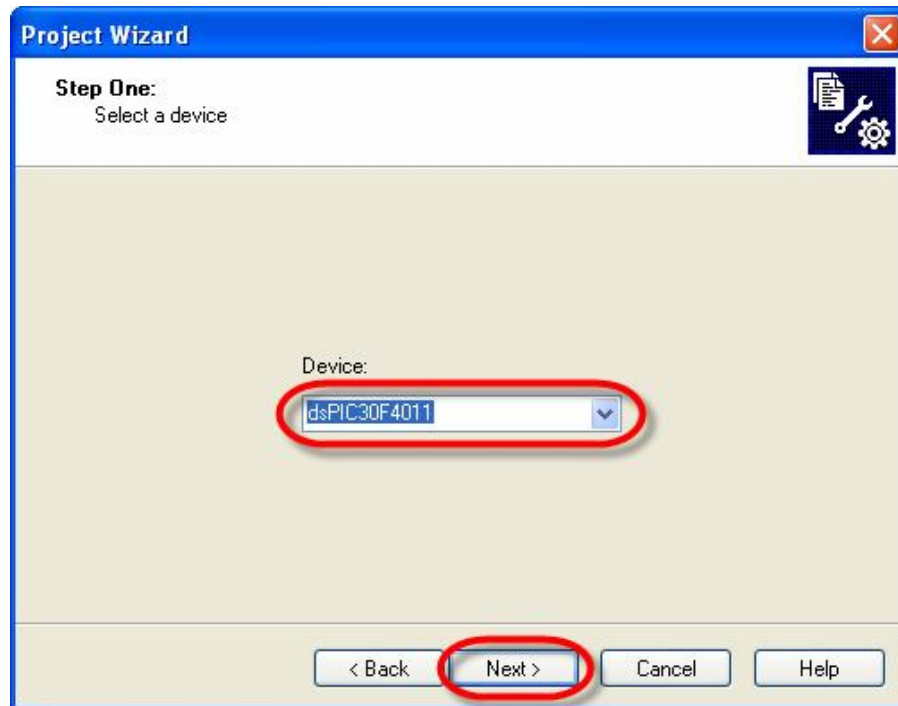 Project Wizard
Step One:
Select a device
Device:
dsPIC30F4011
< Back Next > Cancel Help